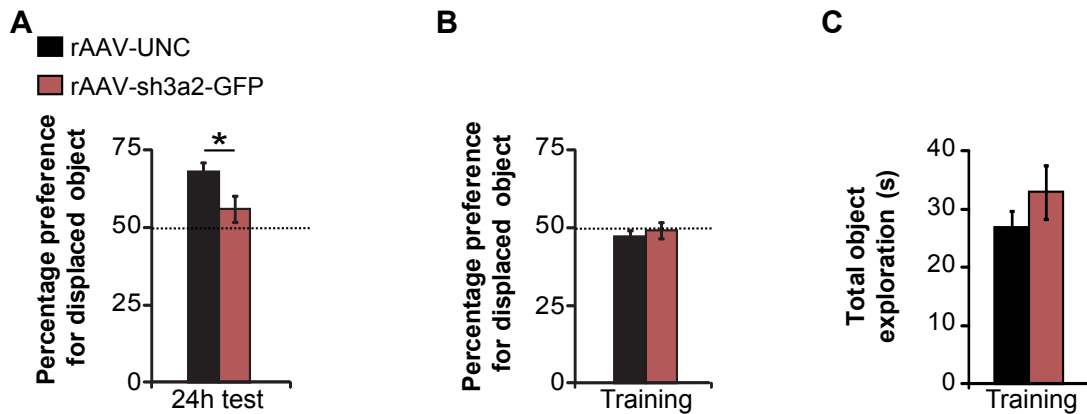 A
rAAV-UNC
rAAV-sh3a2-GFP
Percentage preference
for displaced object
75
50
25
0
*
24h test
B
Percentage preference
for displaced object
75
50
25
0
Training
C
Total object
exploration (s)
40
30
20
10
0
Training